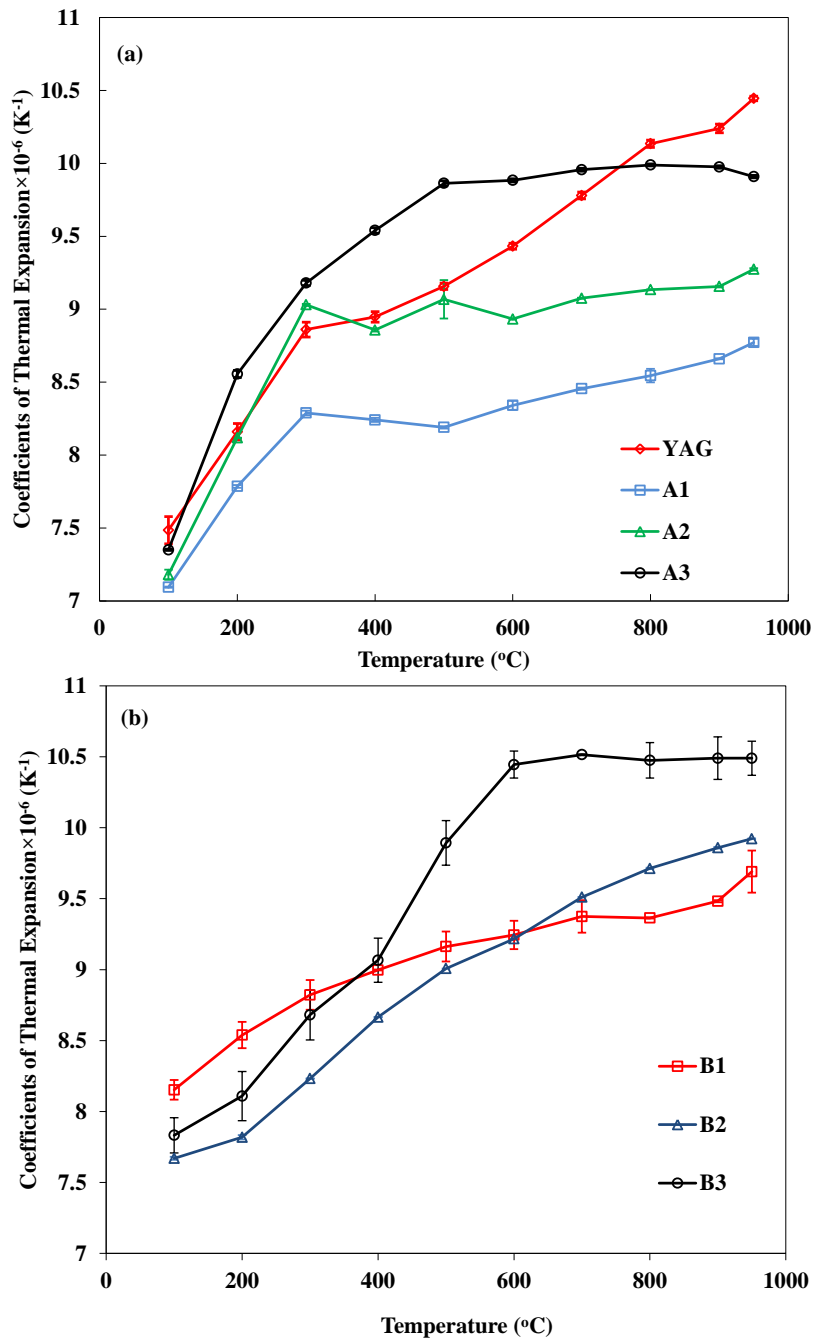 (a)
Coefficients of Thermal Expansion×10⁻⁶ (K⁻¹)
11
10.5
10
9.5
9
8.5
8
7.5
7
YAG
A1
A2
A3
0 200 400 600 800 1000
Temperature (ᵒC)
(b)
Coefficients of Thermal Expansion×10⁻⁶ (K⁻¹)
11
10.5
10
9.5
9
8.5
8
7.5
7
B1
B2
B3
0 200 400 600 800 1000
Temperature (ᵒC)